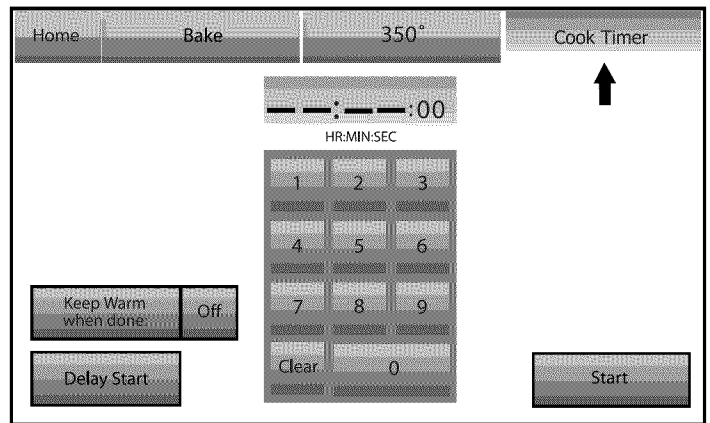 Home Bake 350° Cook Timer
– –:– –:00
HR:MIN:SEC
1 2 3
4 5 6
7 8 9
Keep Warm
when done: Off
Clear 0
Delay Start
Start